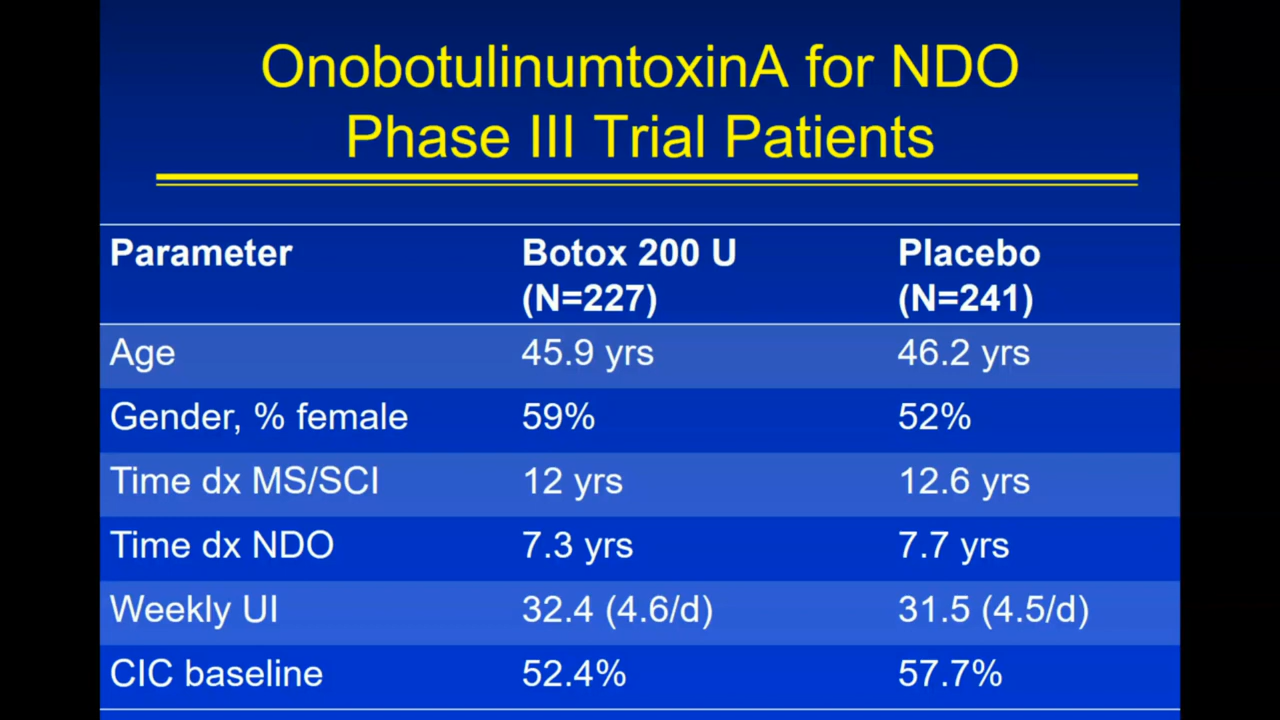 OnobotulinumtoxinA for NDO
Phase III Trial Patients
Parameter Botox 200 U Placebo
(N=227) (N=241)
Age 45.9 yrs 46.2 yrs
Gender, % female 59% 52%
Time dx MS/SCI 12 yrs 12.6 yrs
Time dx NDO 7.3 yrs 7.7 yrs
Weekly UI 32.4 (4.6/d) 31.5 (4.5/d)
CIC baseline 52.4% 57.7%